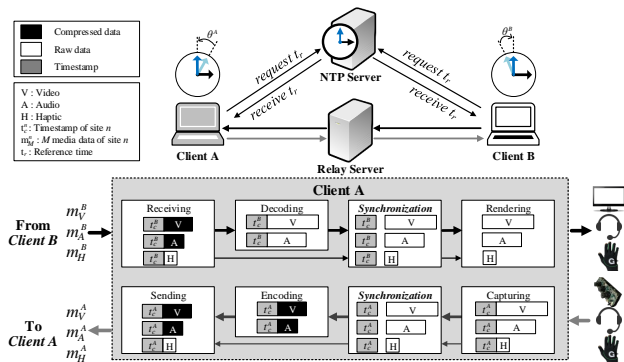 Compressed data
Raw data
Timestamp
V : Video
A : Audio
H : Haptic
t_c^n : Timestamp of site n
m_M^n : M media data of site n
t_r : Reference time
θ^A
θ^B
request t_r
receive t_r
request t_r
receive t_r
NTP Server
Client A
Relay Server
Client B
Client A
From
Client B
m_V^B
m_A^B
m_H^B
Receiving
t_c^B V
t_c^B A
t_c^B H
Decoding
t_c^B V
t_c^B A
Synchronization
t_c^B V
t_c^B A
t_c^B H
Rendering
V
A
H
G
To
Client A
m_V^A
m_A^A
m_H^A
Sending
t_c^A V
t_c^A A
t_c^A H
Encoding
t_c^A V
t_c^A A
Synchronization
t_c^A V
t_c^A A
t_c^A H
Capturing
t_c^A V
t_c^A A
t_c^A H
G